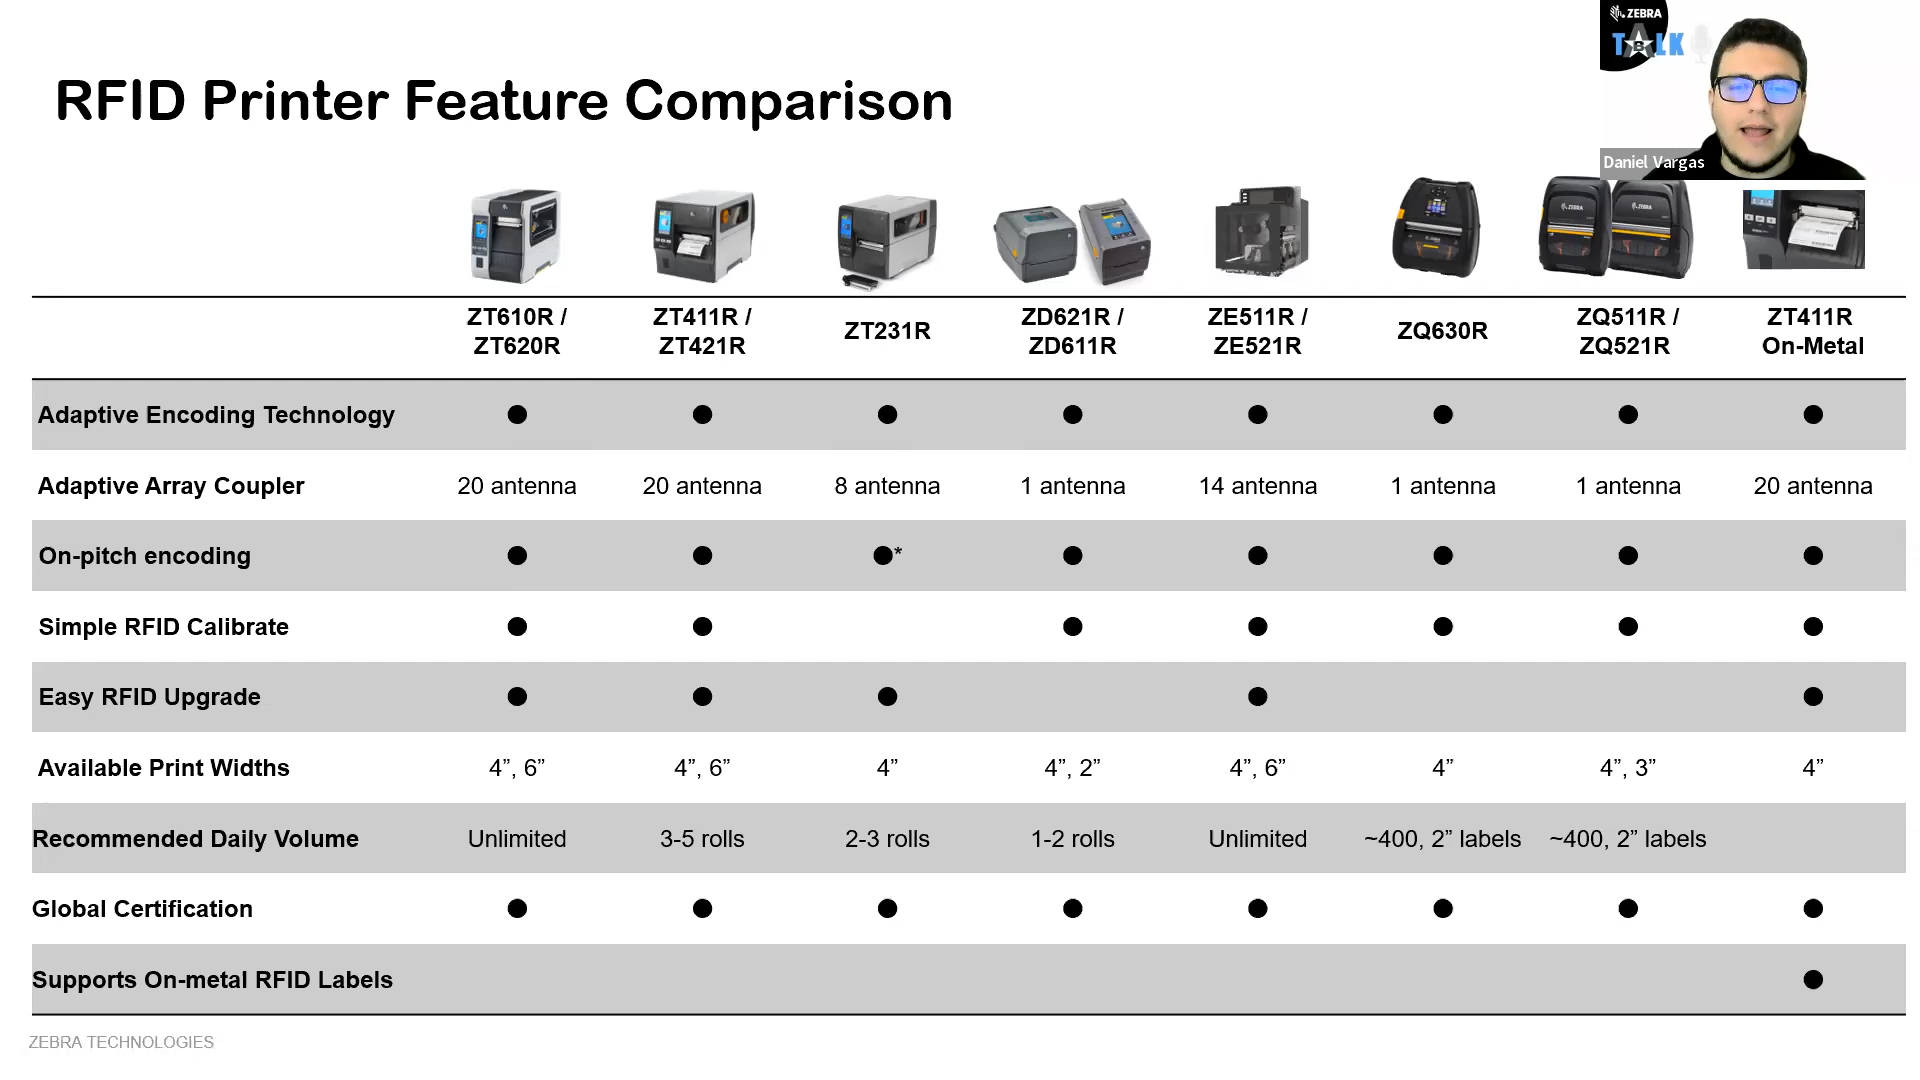 ZEBRA
TALK
B
RFID Printer Feature Comparison
Daniel Vargas
ZEBRA
ZEBRA
ZT610R /
ZT620R
ZT411R /
ZT421R
ZT231R
ZD621R /
ZD611R
ZE511R /
ZE521R
ZQ630R
ZQ511R /
ZQ521R
ZT411R
On-Metal
Adaptive Encoding Technology ● ● ● ● ● ● ● ●
Adaptive Array Coupler 20 antenna 20 antenna 8 antenna 1 antenna 14 antenna 1 antenna 1 antenna 20 antenna
On-pitch encoding ● ● ●* ● ● ● ● ●
Simple RFID Calibrate ● ● ● ● ● ● ●
Easy RFID Upgrade ● ● ● ● ●
Available Print Widths 4”, 6” 4”, 6” 4” 4”, 2” 4”, 6” 4” 4”, 3” 4”
Recommended Daily Volume Unlimited 3-5 rolls 2-3 rolls 1-2 rolls Unlimited ~400, 2” labels ~400, 2” labels
Global Certification ● ● ● ● ● ● ● ●
Supports On-metal RFID Labels ●
ZEBRA TECHNOLOGIES